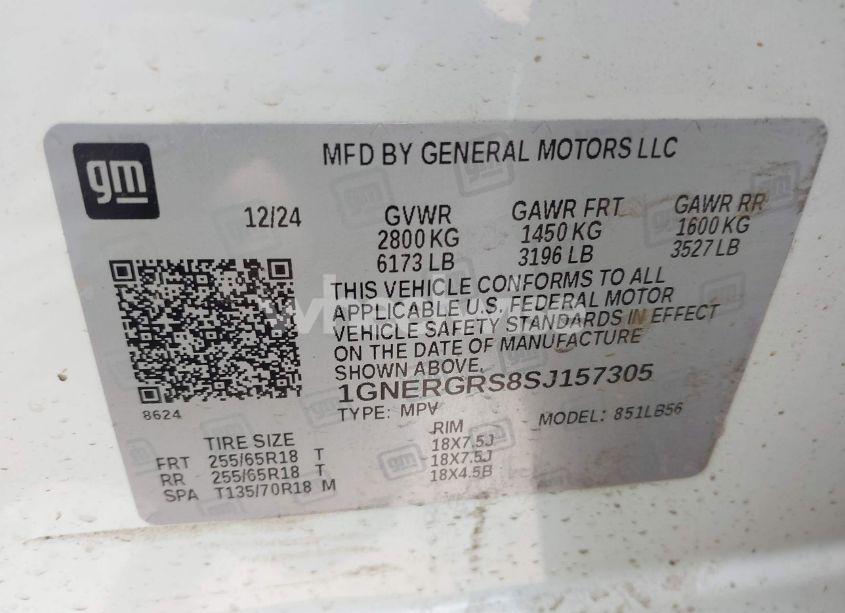 gm
MFD BY GENERAL MOTORS LLC
12/24
GVWR
2800 KG
6173 LB
GAWR FRT
1450 KG
3196 LB
GAWR RR
1600 KG
3527 LB
THIS VEHICLE CONFORMS TO ALL
APPLICABLE U.S. FEDERAL MOTOR
VEHICLE SAFETY STANDARDS IN EFFECT
ON THE DATE OF MANUFACTURE
SHOWN ABOVE.
1GNERGRS8SJ157305
TYPE: MPV
MODEL: 851LB56
8624
TIRE SIZE RIM
FRT 255/65R18 T 18X7.5J
RR 255/65R18 T 18X7.5J
SPA T135/70R18 M 18X4.5B